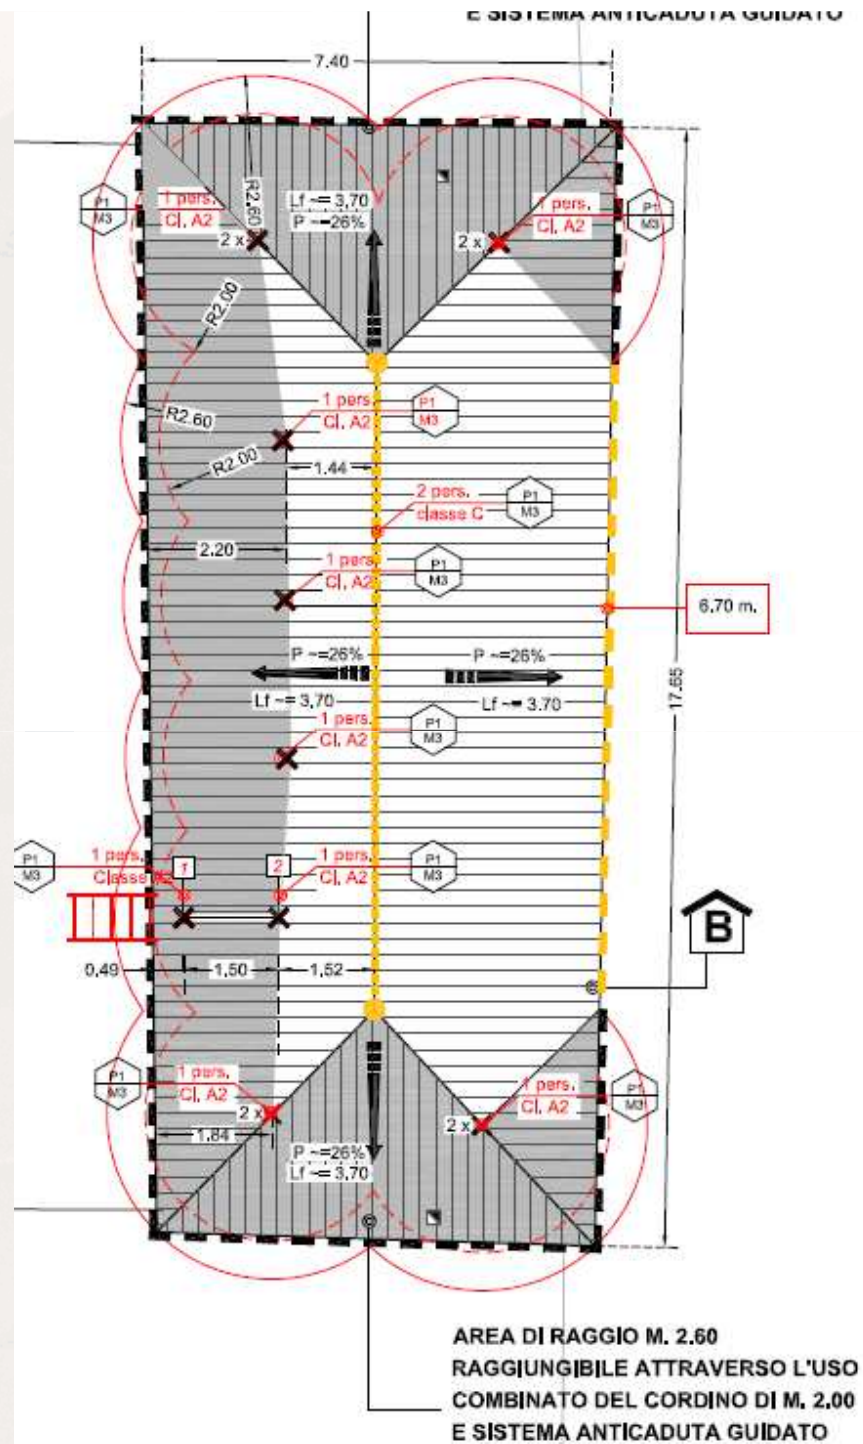 E SISTEMA ANTICADUTA GUIDATO
7.40
P1
M3
1 pers.
Cl. A2
R2.60
2 x
Lf ~= 3,70
P ~=26%
1 pers.
Cl. A2
2 x
P1
M3
R2.00
R2.60
R2.00
1 pers.
Cl. A2
P1
M3
1.44
2 pers.
classe C
P1
M3
2.20
1 pers.
Cl. A2
P1
M3
6.70 m.
P ~=26%
Lf ~= 3,70
P ~=26%
Lf ~= 3.70
17.65
1 pers.
Cl. A2
P1
M3
P1
M3
1 pers.
Classe
1
2
1 pers.
Cl. A2
P1
M3
B
0.49
1.50
1.52
P1
M3
1 pers.
Cl. A2
2 x
1.84
P ~=26%
Lf ~= 3,70
1 pers.
Cl. A2
2 x
P1
M3
AREA DI RAGGIO M. 2.60
RAGGIUNGIBILE ATTRAVERSO L'USO
COMBINATO DEL CORDINO DI M. 2.00
E SISTEMA ANTICADUTA GUIDATO